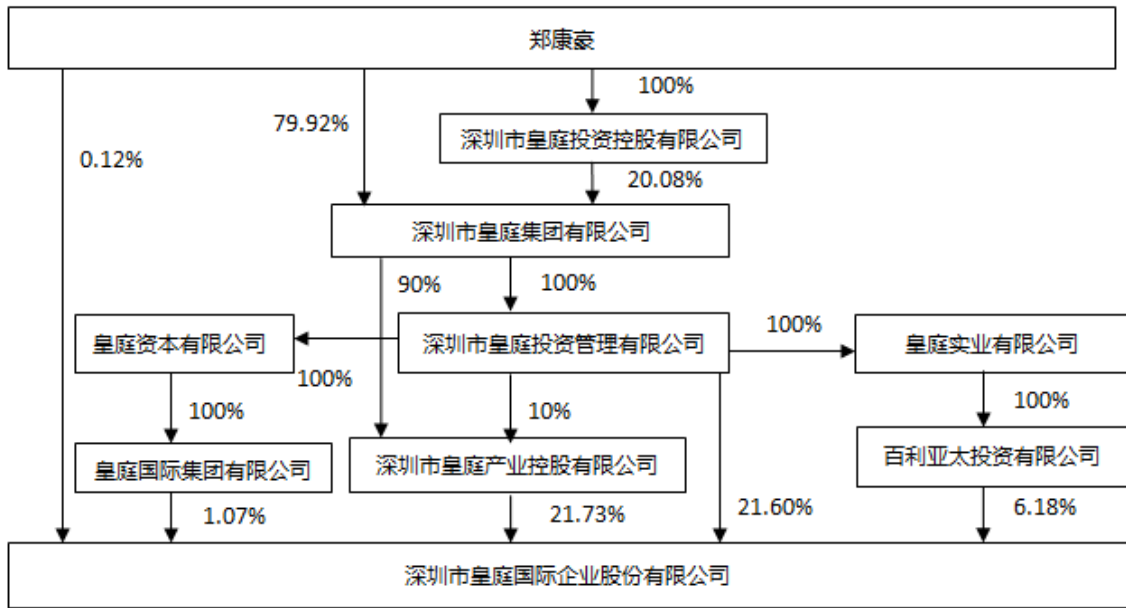 郑康豪
100%
79.92%
深圳市皇庭投资控股有限公司
0.12%
20.08%
深圳市皇庭集团有限公司
90%
100%
皇庭资本有限公司
深圳市皇庭投资管理有限公司
100%
皇庭实业有限公司
100%
100%
10%
100%
皇庭国际集团有限公司
深圳市皇庭产业控股有限公司
百利亚太投资有限公司
1.07%
21.73%
21.60%
6.18%
深圳市皇庭国际企业股份有限公司